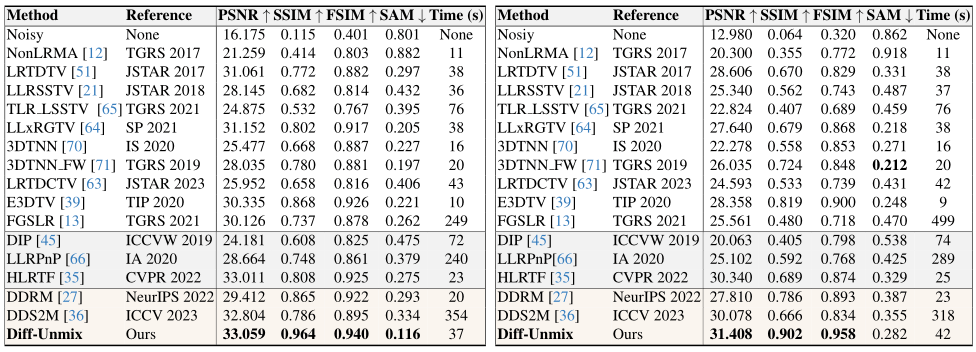 Method Reference PSNR ↑ SSIM ↑ FSIM ↑ SAM ↓ Time (s)
Noisy None 16.175 0.115 0.401 0.801 None
NonLRMA [12] TGRS 2017 21.259 0.414 0.803 0.882 11
LRTDTV [51] JSTAR 2017 31.061 0.772 0.882 0.297 38
LLRSSTV [21] JSTAR 2018 28.145 0.682 0.814 0.432 36
TLR_LSSTV [65] TGRS 2021 24.875 0.532 0.767 0.395 76
LLxRGTV [64] SP 2021 31.152 0.802 0.917 0.205 38
3DTNN [70] IS 2020 25.477 0.668 0.887 0.227 16
3DTNN_FW [71] TGRS 2019 28.035 0.780 0.881 0.197 20
LRTDCTV [63] JSTAR 2023 25.952 0.658 0.816 0.406 43
E3DTV [39] TIP 2020 30.335 0.868 0.926 0.221 10
FGSLR [13] TGRS 2021 30.126 0.737 0.878 0.262 249
DIP [45] ICCVW 2019 24.181 0.608 0.825 0.475 72
LLRPnP [66] IA 2020 28.664 0.748 0.861 0.379 240
HLRTF [35] CVPR 2022 33.011 0.808 0.925 0.275 23
DDRM [27] NeurIPS 2022 29.412 0.865 0.922 0.293 20
DDS2M [36] ICCV 2023 32.804 0.786 0.895 0.334 354
Diff-Unmix Ours 33.059 0.964 0.940 0.116 37
Method Reference PSNR ↑ SSIM ↑ FSIM ↑ SAM ↓ Time (s)
Noisy None 12.980 0.064 0.320 0.862 None
NonLRMA [12] TGRS 2017 20.300 0.355 0.772 0.918 11
LRTDTV [51] JSTAR 2017 28.606 0.670 0.829 0.331 38
LLRSSTV [21] JSTAR 2018 25.340 0.562 0.743 0.487 37
TLR_LSSTV [65] TGRS 2021 22.824 0.407 0.689 0.459 76
LLxRGTV [64] SP 2021 27.640 0.679 0.868 0.218 38
3DTNN [70] IS 2020 22.278 0.558 0.853 0.271 16
3DTNN_FW [71] TGRS 2019 26.035 0.724 0.848 0.212 20
LRTDCTV [63] JSTAR 2023 24.593 0.533 0.739 0.431 42
E3DTV [39] TIP 2020 28.358 0.819 0.900 0.248 9
FGSLR [13] TGRS 2021 25.561 0.480 0.718 0.470 499
DIP [45] ICCVW 2019 20.063 0.405 0.798 0.538 74
LLRPnP[66] IA 2020 25.102 0.592 0.768 0.425 289
HLRTF [35] CVPR 2022 30.340 0.689 0.874 0.329 25
DDRM [27] NeurIPS 2022 27.810 0.786 0.893 0.387 23
DDS2M [36] ICCV 2023 30.078 0.666 0.834 0.355 318
Diff-Unmix Ours 31.408 0.902 0.958 0.282 42